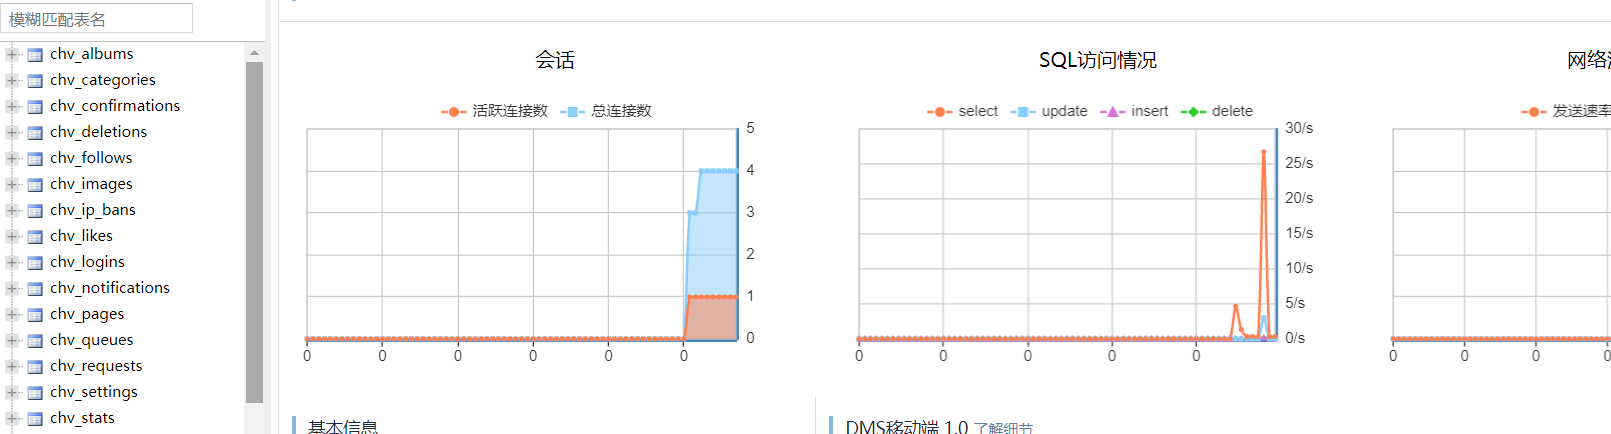 模糊匹配表名
chv_albums
chv_categories
chv_confirmations
chv_deletions
chv_follows
chv_images
chv_ip_bans
chv_likes
chv_logins
chv_notifications
chv_pages
chv_queues
chv_requests
chv_settings
chv_stats
会话
活跃连接数 总连接数
5
4
3
2
1
0
0 0 0 0 0 0
SQL访问情况
select update insert delete
30/s
25/s
20/s
15/s
10/s
5/s
0/s
0 0 0 0 0
网络
发送速率
0 0 0 0
基本信息
DMS移动端 1.0 了解细节